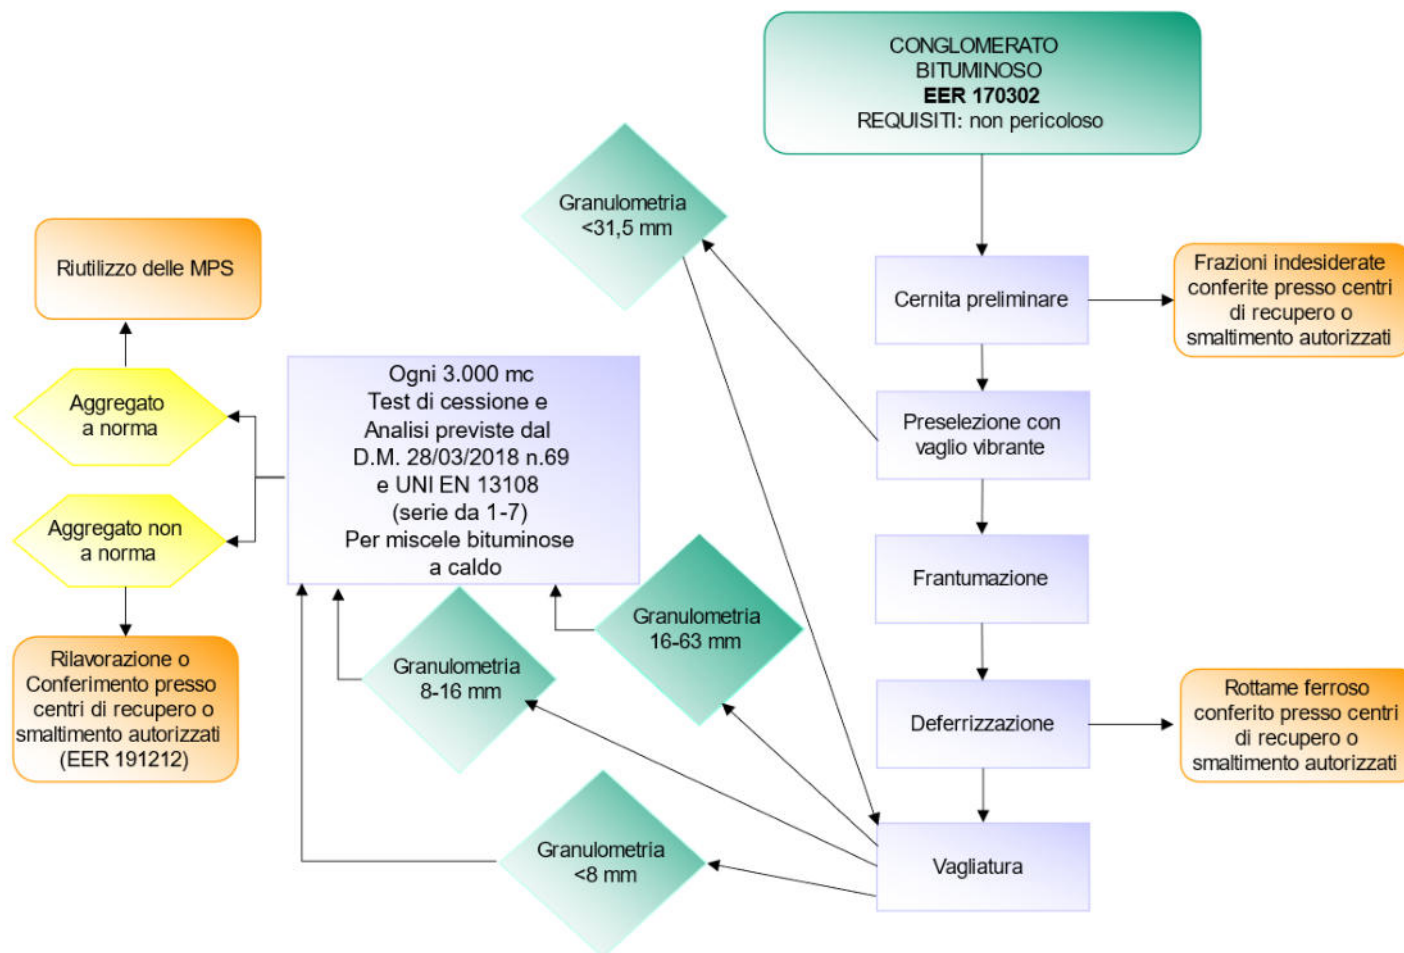 CONGLOMERATO
BITUMINOSO
EER 170302
REQUISITI: non pericoloso
Granulometria
<31,5 mm
Riutilizzo delle MPS
Cernita preliminare
Frazioni indesiderate
conferite presso centri
di recupero o
smaltimento autorizzati
Ogni 3.000 mc
Test di cessione e
Analisi previste dal
D.M. 28/03/2018 n.69
e UNI EN 13108
(serie da 1-7)
Per miscele bituminose
a caldo
Aggregato
a norma
Preselezione con
vaglio vibrante
Aggregato non
a norma
Frantumazione
Granulometria
16-63 mm
Granulometria
8-16 mm
Rilavorazione o
Conferimento presso
centri di recupero o
smaltimento autorizzati
(EER 191212)
Deferrizzazione
Rottame ferroso
conferito presso centri
di recupero o
smaltimento autorizzati
Granulometria
<8 mm
Vagliatura